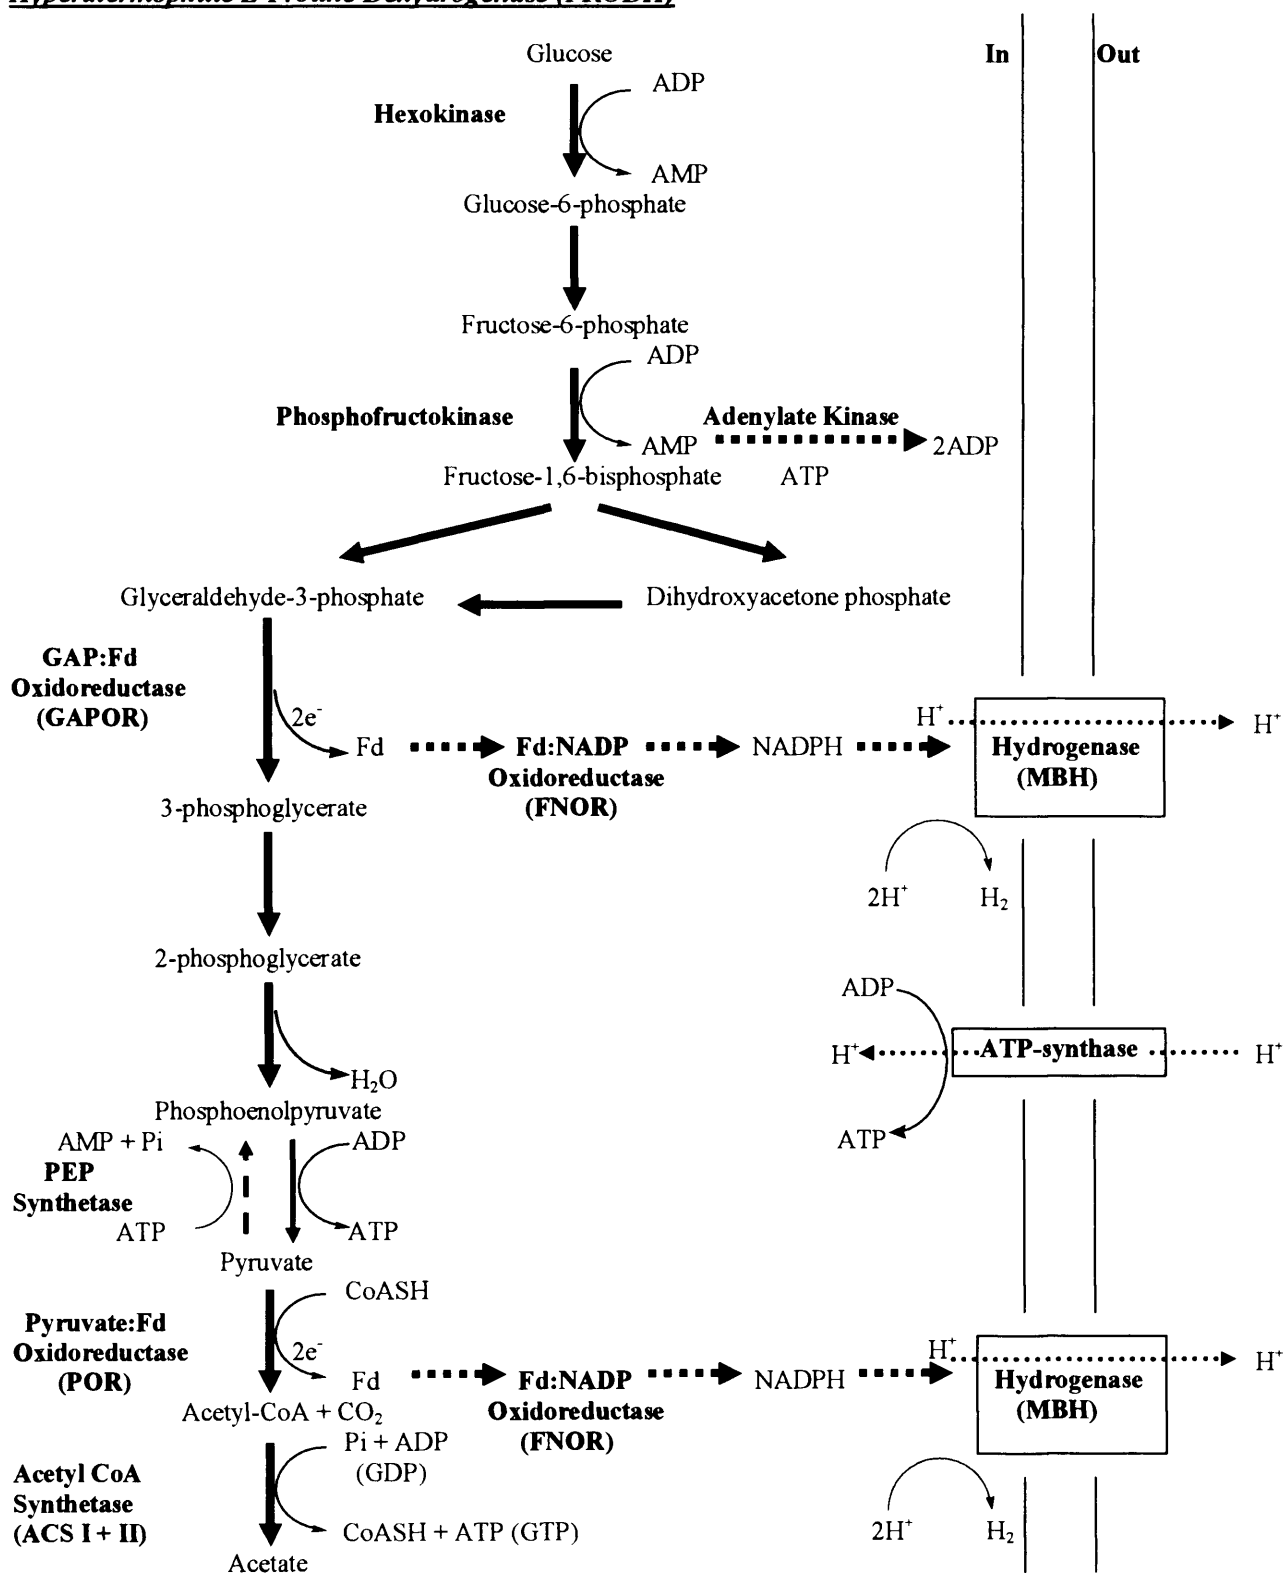 Hyperthermophilic L-Proline Dehydrogenase (PRODH)
Glucose
In
Out
ADP
Hexokinase
AMP
Glucose-6-phosphate
Fructose-6-phosphate
ADP
Phosphofructokinase
Adenylate Kinase
AMP
2ADP
Fructose-1,6-bisphosphate
ATP
Glyceraldehyde-3-phosphate
Dihydroxyacetone phosphate
GAP:Fd
Oxidoreductase
(GAPOR)
2e-
Fd
Fd:NADP
Oxidoreductase
(FNOR)
NADPH
H+
Hydrogenase
(MBH)
H+
3-phosphoglycerate
2H+
H2
2-phosphoglycerate
ADP
H+
ATP-synthase
H+
H2O
ATP
Phosphoenolpyruvate
AMP + Pi
ADP
PEP
Synthetase
ATP
ATP
Pyruvate
CoASH
Pyruvate:Fd
Oxidoreductase
(POR)
2e-
Fd
Fd:NADP
Oxidoreductase
(FNOR)
NADPH
H+
Hydrogenase
(MBH)
H+
Acetyl-CoA + CO2
Pi + ADP
(GDP)
Acetyl CoA
Synthetase
(ACS I + II)
CoASH + ATP (GTP)
2H+
H2
Acetate